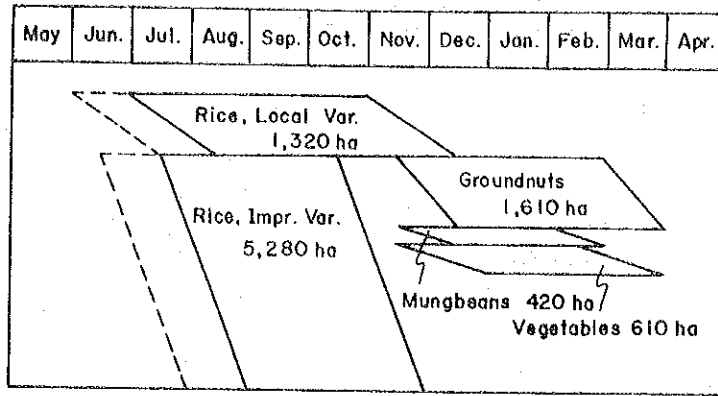 May Jun. Jul. Aug. Sep. Oct. Nov. Dec. Jan. Feb. Mar. Apr.
Rice, Local Var.
1,320 ha
Groundnuts
1,610 ha
Rice, Impr. Var.
5,280 ha
Mungbeans 420 ha
Vegetables 610 ha